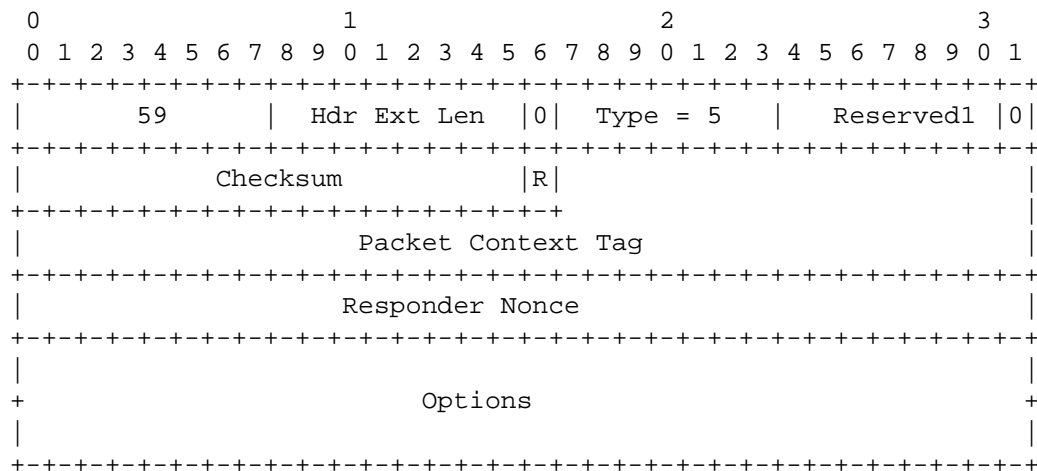 0                   1                   2                   3
 0 1 2 3 4 5 6 7 8 9 0 1 2 3 4 5 6 7 8 9 0 1 2 3 4 5 6 7 8 9 0 1
+-+-+-+-+-+-+-+-+-+-+-+-+-+-+-+-+-+-+-+-+-+-+-+-+-+-+-+-+-+-+-+-+
|       59      |  Hdr Ext Len  |0|  Type = 5   |   Reserved1 |0|
+-+-+-+-+-+-+-+-+-+-+-+-+-+-+-+-+-+-+-+-+-+-+-+-+-+-+-+-+-+-+-+-+
|            Checksum           |R|                             |
+-+-+-+-+-+-+-+-+-+-+-+-+-+-+-+-+-+                             |
|                     Packet Context Tag                        |
+-+-+-+-+-+-+-+-+-+-+-+-+-+-+-+-+-+-+-+-+-+-+-+-+-+-+-+-+-+-+-+-+
|                    Responder Nonce                            |
+-+-+-+-+-+-+-+-+-+-+-+-+-+-+-+-+-+-+-+-+-+-+-+-+-+-+-+-+-+-+-+-+
|                                                               |
+                         Options                               +
|                                                               |
+-+-+-+-+-+-+-+-+-+-+-+-+-+-+-+-+-+-+-+-+-+-+-+-+-+-+-+-+-+-+-+-+